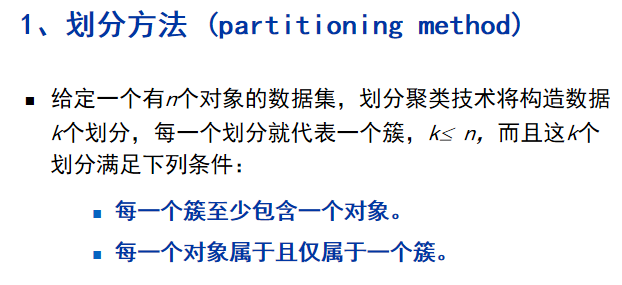 1、划分方法 (partitioning method)
■ 给定一个有n个对象的数据集，划分聚类技术将构造数据
k个划分，每一个划分就代表一个簇，k≤ n，而且这k个
划分满足下列条件：
■ 每一个簇至少包含一个对象。
■ 每一个对象属于且仅属于一个簇。